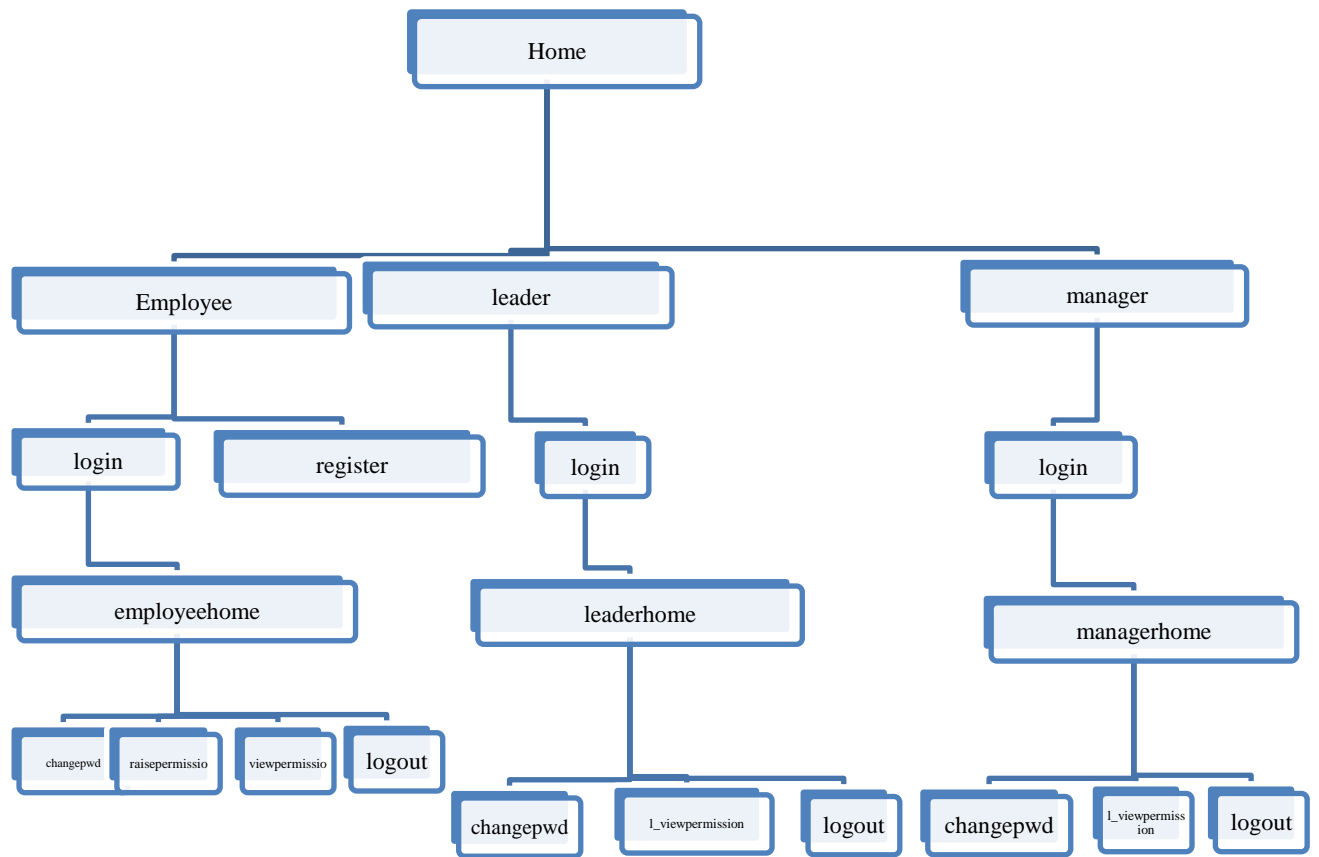 Home
Employee
leader
manager
login
register
login
login
employeehome
leaderhome
managerhome
changepwd
raisepermissio
viewpermissio
logout
changepwd
l_viewpermission
logout
changepwd
l_viewpermiss
ion
logout